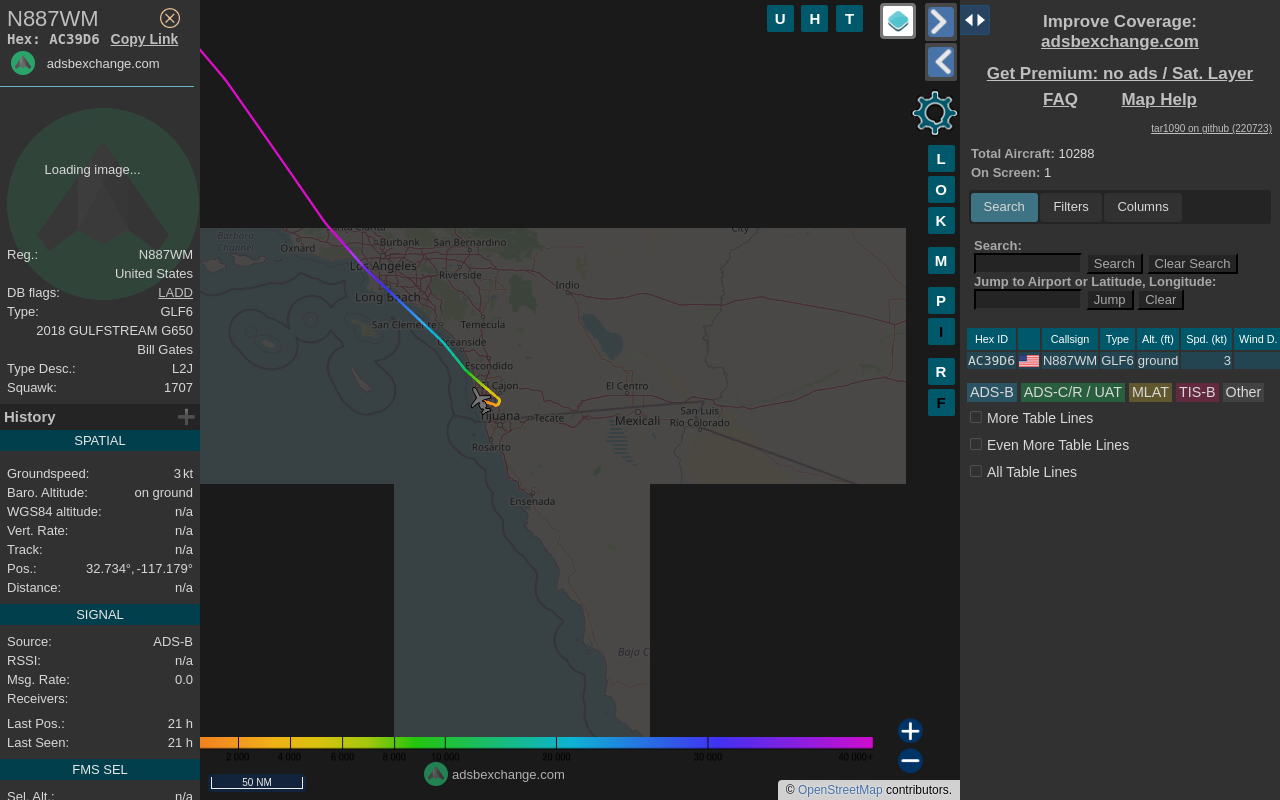 N887WM
Hex: AC39D6 Copy Link
adsbexchange.com
Loading image...
Reg.: N887WM
United States
DB flags: LADD
Type: GLF6
2018 GULFSTREAM G650
Bill Gates
Type Desc.: L2J
Squawk: 1707
History
SPATIAL
Groundspeed: 3 kt
Baro. Altitude: on ground
WGS84 altitude: n/a
Vert. Rate: n/a
Track: n/a
Pos.: 32.734°, -117.179°
Distance: n/a
SIGNAL
Source: ADS-B
RSSI: n/a
Msg. Rate: 0.0
Receivers:
Last Pos.: 21 h
Last Seen: 21 h
FMS SEL
Sel. Alt.: n/a
U H T
L
O
K
M
P
I
R
F
Barbara
Channel
Oxnard
Burbank
San Bernardino
City
Los Angeles
Riverside
Indio
Long Beach
San Clemente
Temecula
Oceanside
Escondido
El Cajon
El Centro
Tijuana
Tecate
Mexicali
San Luis
Río Colorado
Rosarito
Ensenada
Baja C
2 000 4 000 6 000 8 000 10 000 20 000 30 000 40 000+
50 NM
adsbexchange.com
© OpenStreetMap contributors.
Improve Coverage:
adsbexchange.com
Get Premium: no ads / Sat. Layer
FAQ Map Help
tar1090 on github (220723)
Total Aircraft: 10288
On Screen: 1
Search Filters Columns
Search:
Search Clear Search
Jump to Airport or Latitude, Longitude:
Jump Clear
Hex ID Callsign Type Alt. (ft) Spd. (kt) Wind D.
AC39D6 N887WM GLF6 ground 3
ADS-B ADS-C/R / UAT MLAT TIS-B Other
More Table Lines
Even More Table Lines
All Table Lines